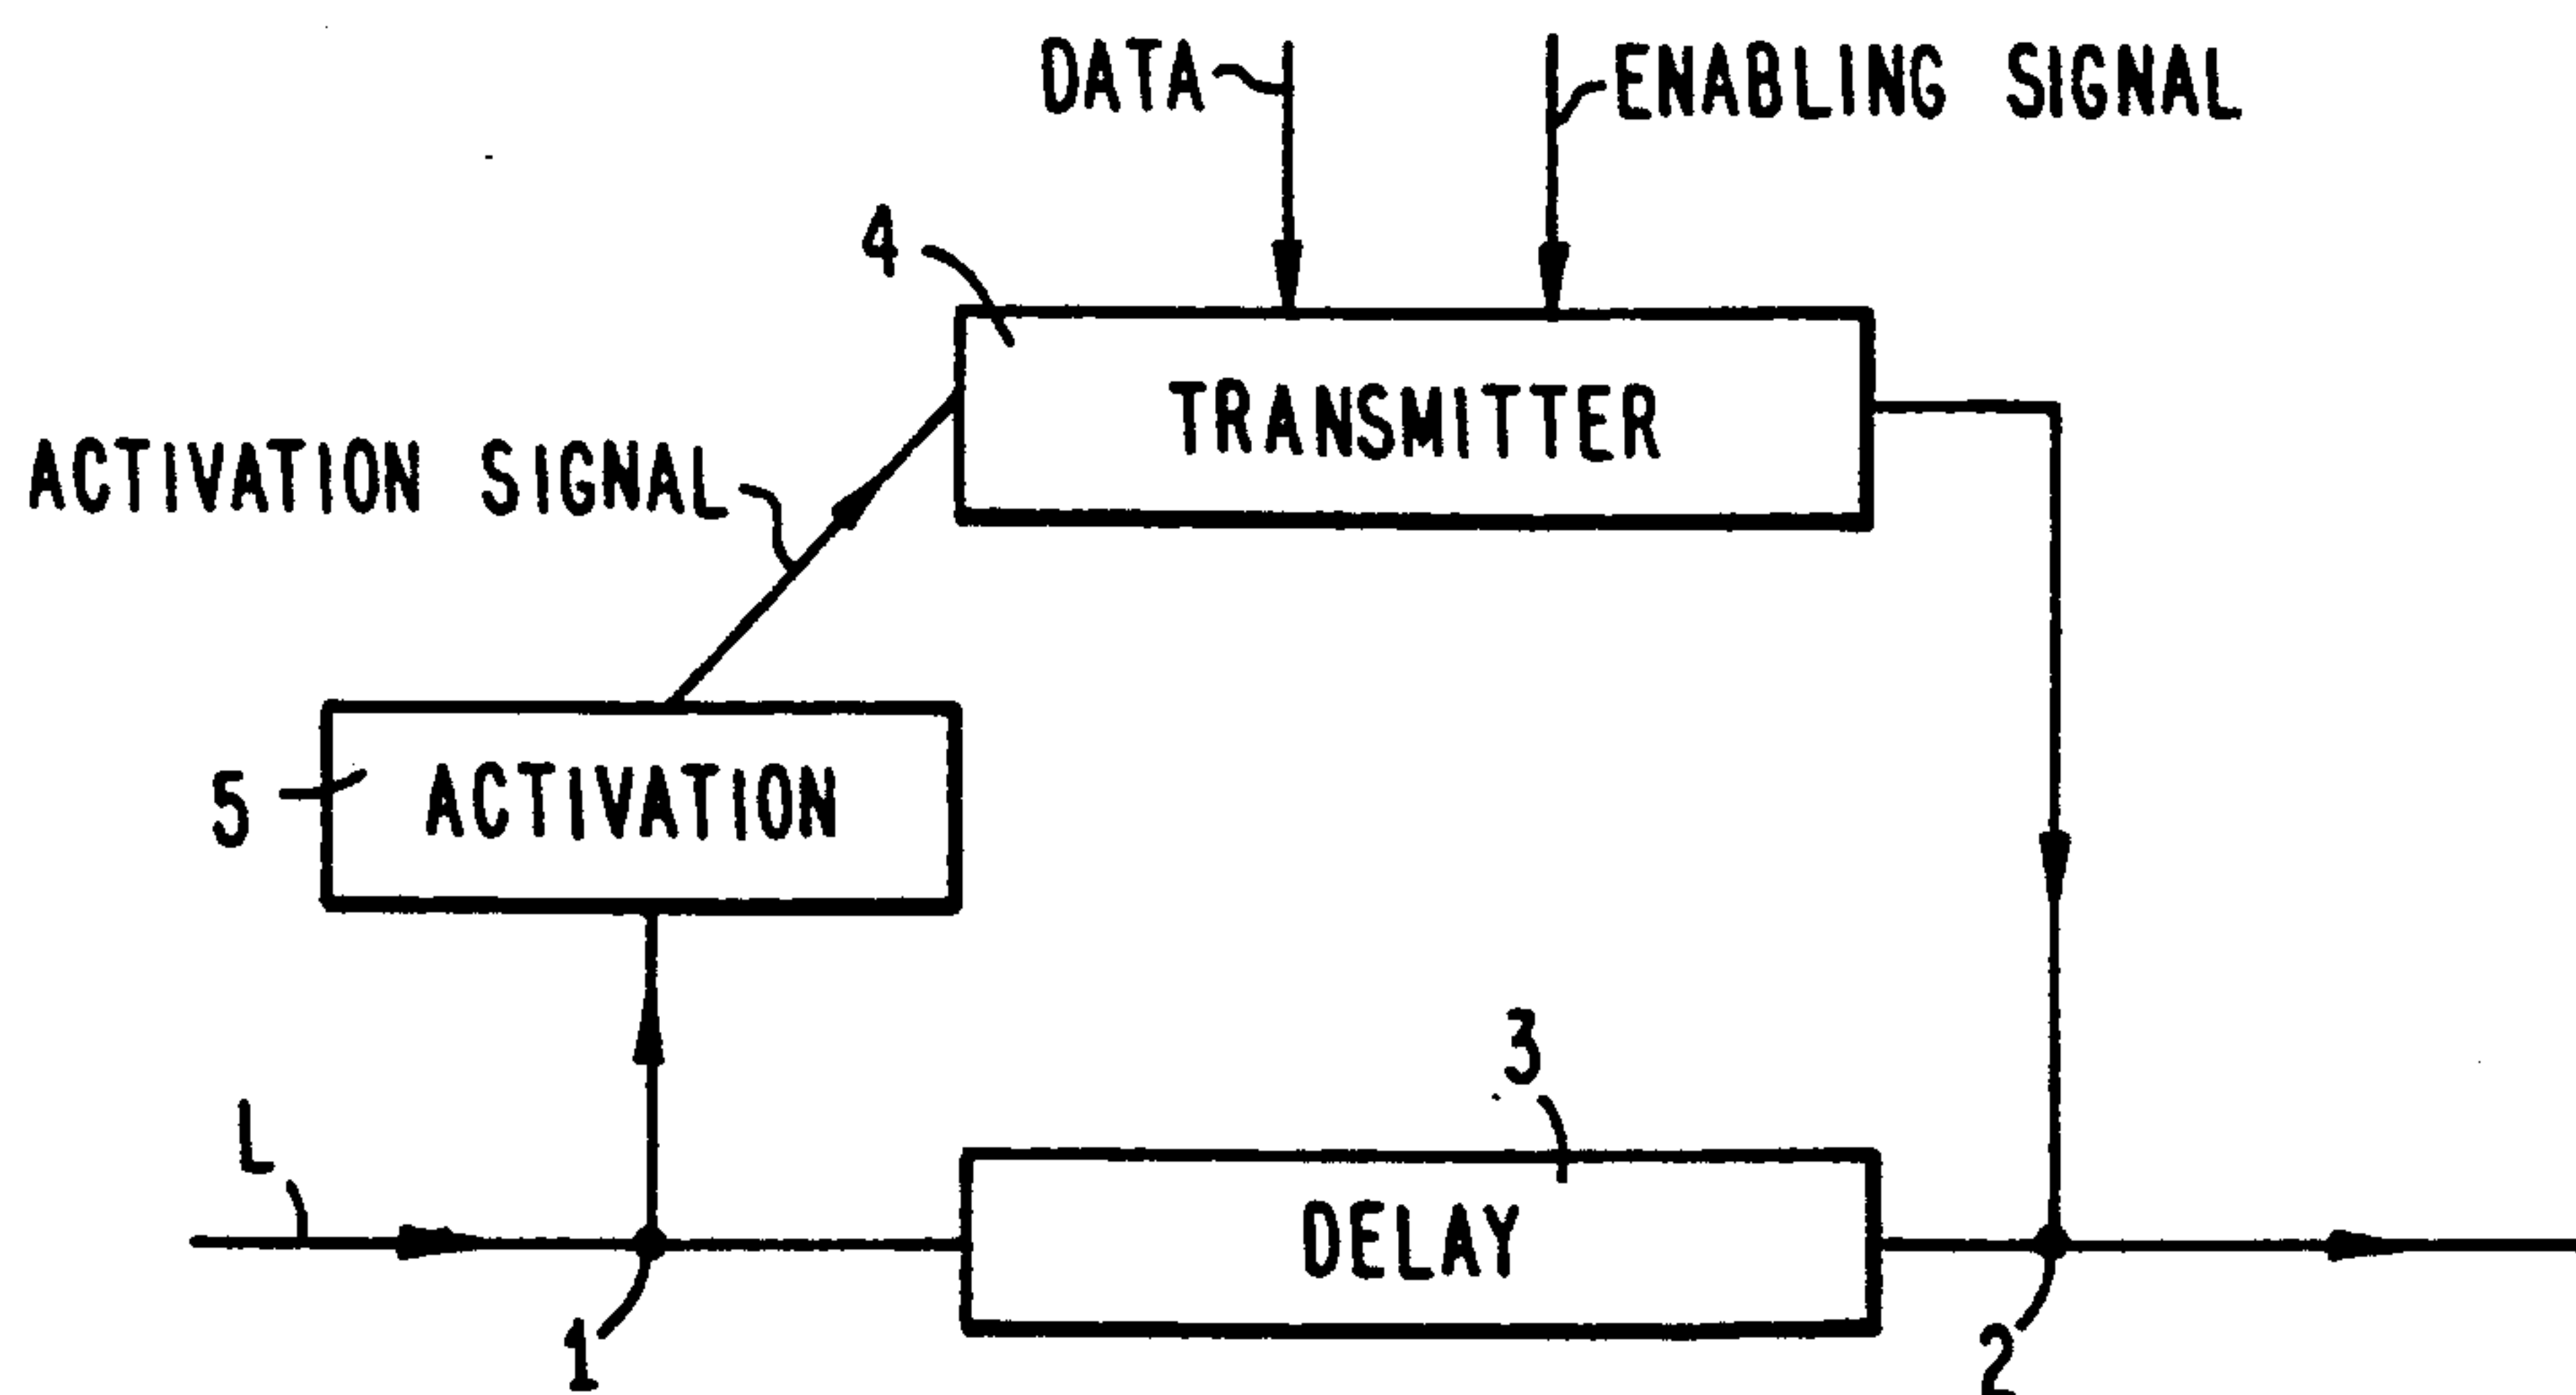 DATA
ENABLING SIGNAL
4
TRANSMITTER
ACTIVATION SIGNAL
5
ACTIVATION
3
L
DELAY
1
2